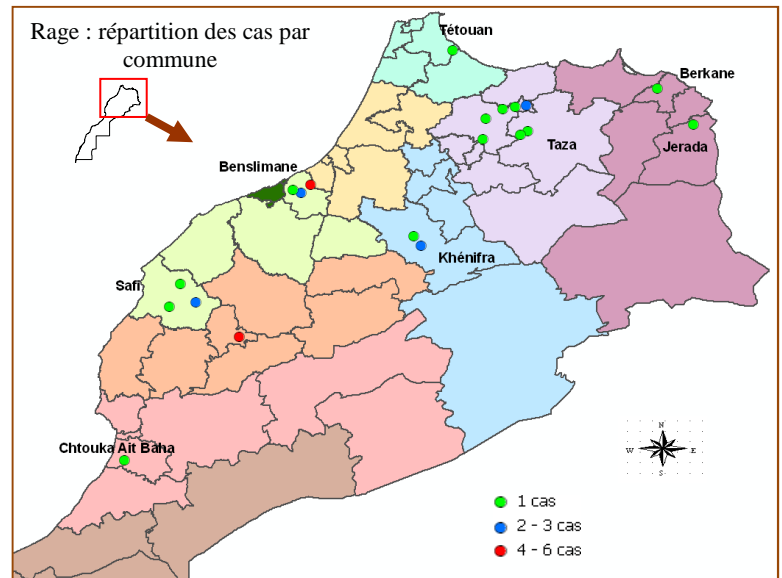 Rage : répartition des cas par
commune
Tétouan
Berkane
Taza
Jerada
Benslimane
Khénifra
Safi
Chtouka Ait Baha
N
W E
S
1 cas
2 - 3 cas
4 - 6 cas